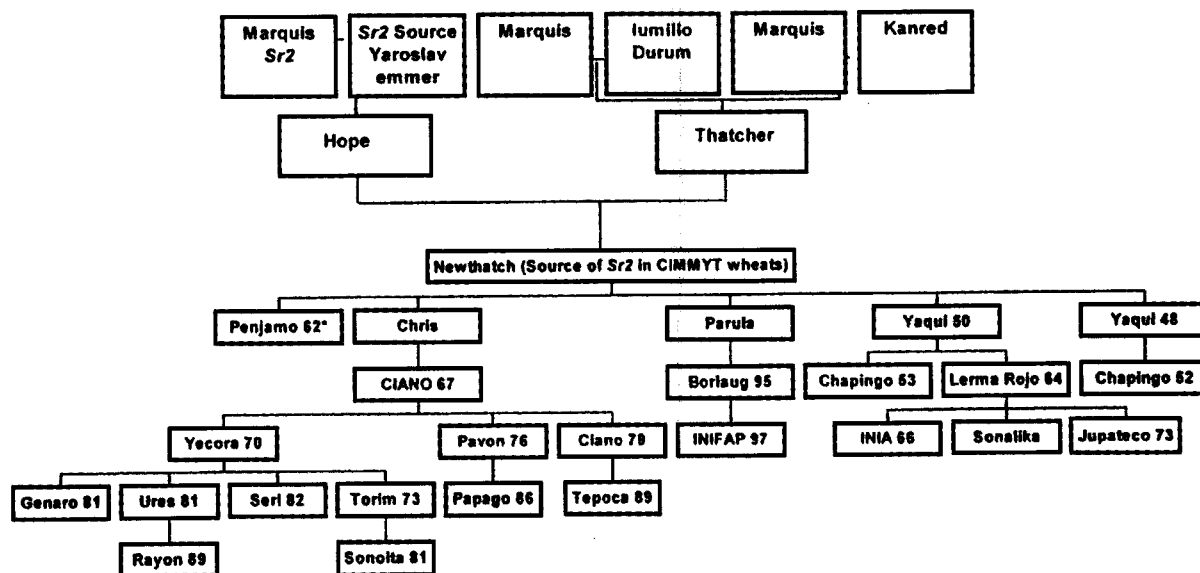 Marquis
Sr2
Sr2 Source
Yaroslav
emmer
Marquis
Iumillo
Durum
Marquis
Kanred
Hope
Thatcher
Newthatch (Source of Sr2 in CIMMYT wheats)
Penjamo 62*
Chris
Parula
Yaqui 50
Yaqui 48
CIANO 67
Borlaug 95
Chapingo 53
Lerma Rojo 64
Chapingo 52
Yecora 70
Pavon 76
Ciano 79
INIFAP 97
INIA 66
Sonalika
Jupateco 73
Genaro 81
Ures 81
Seri 82
Torim 73
Papago 86
Tepoca 89
Rayon 89
Sonoita 81